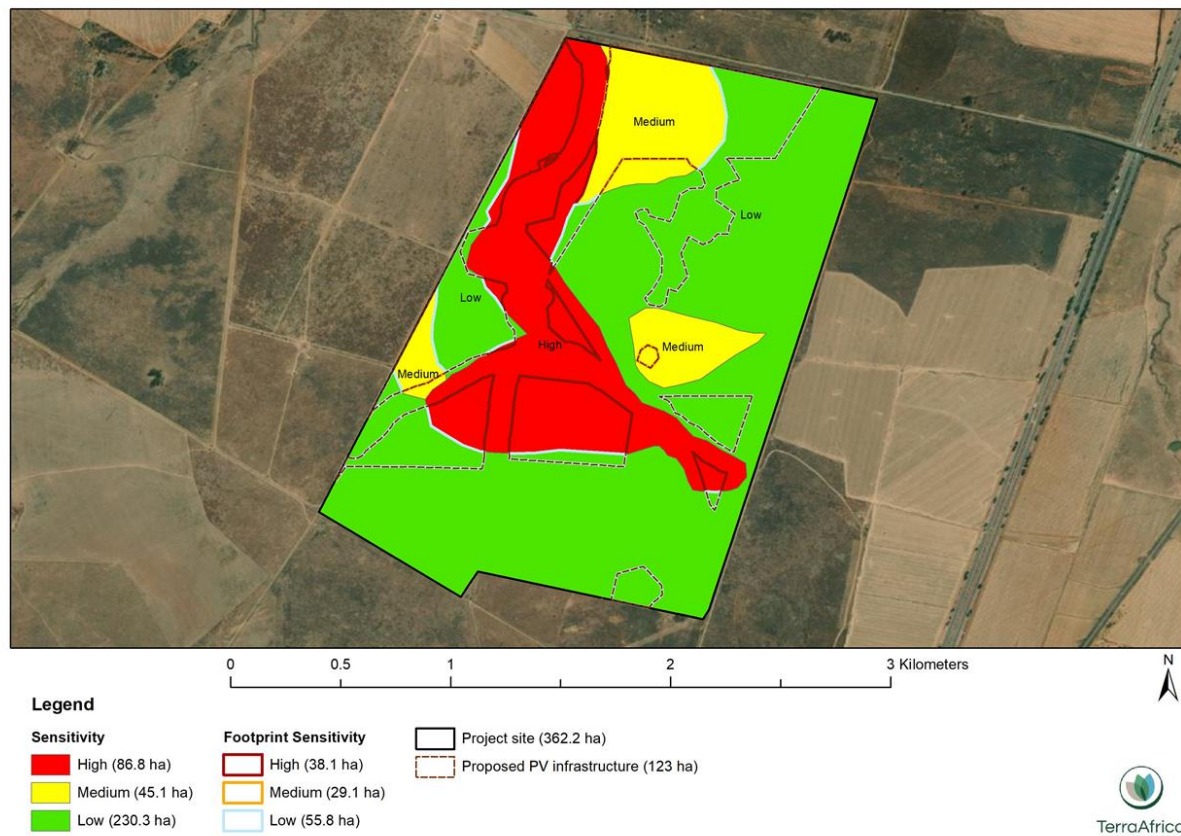 Medium
Low
Low
High
Medium
Medium
0 0.5 1 2 3 Kilometers
N
Legend
Sensitivity
High (86.8 ha)
Medium (45.1 ha)
Low (230.3 ha)
Footprint Sensitivity
High (38.1 ha)
Medium (29.1 ha)
Low (55.8 ha)
Project site (362.2 ha)
Proposed PV infrastructure (123 ha)
TerraAfrica